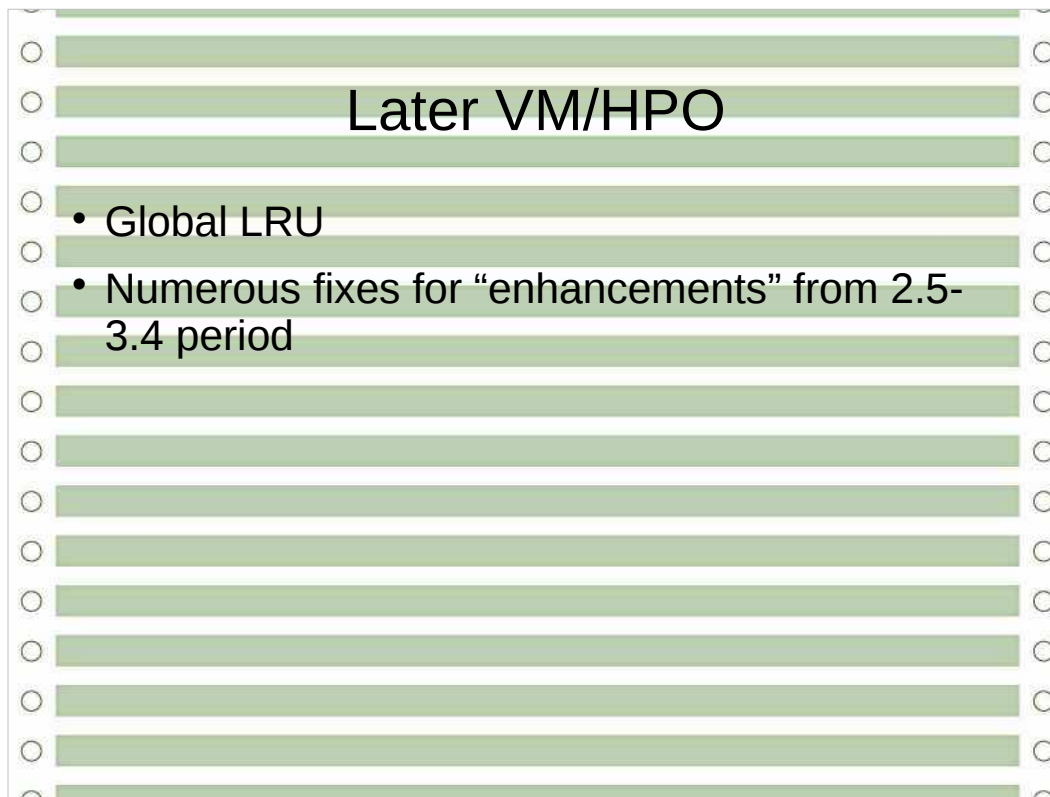 Later VM/HPO
• Global LRU
• Numerous fixes for “enhancements” from 2.5-
3.4 period